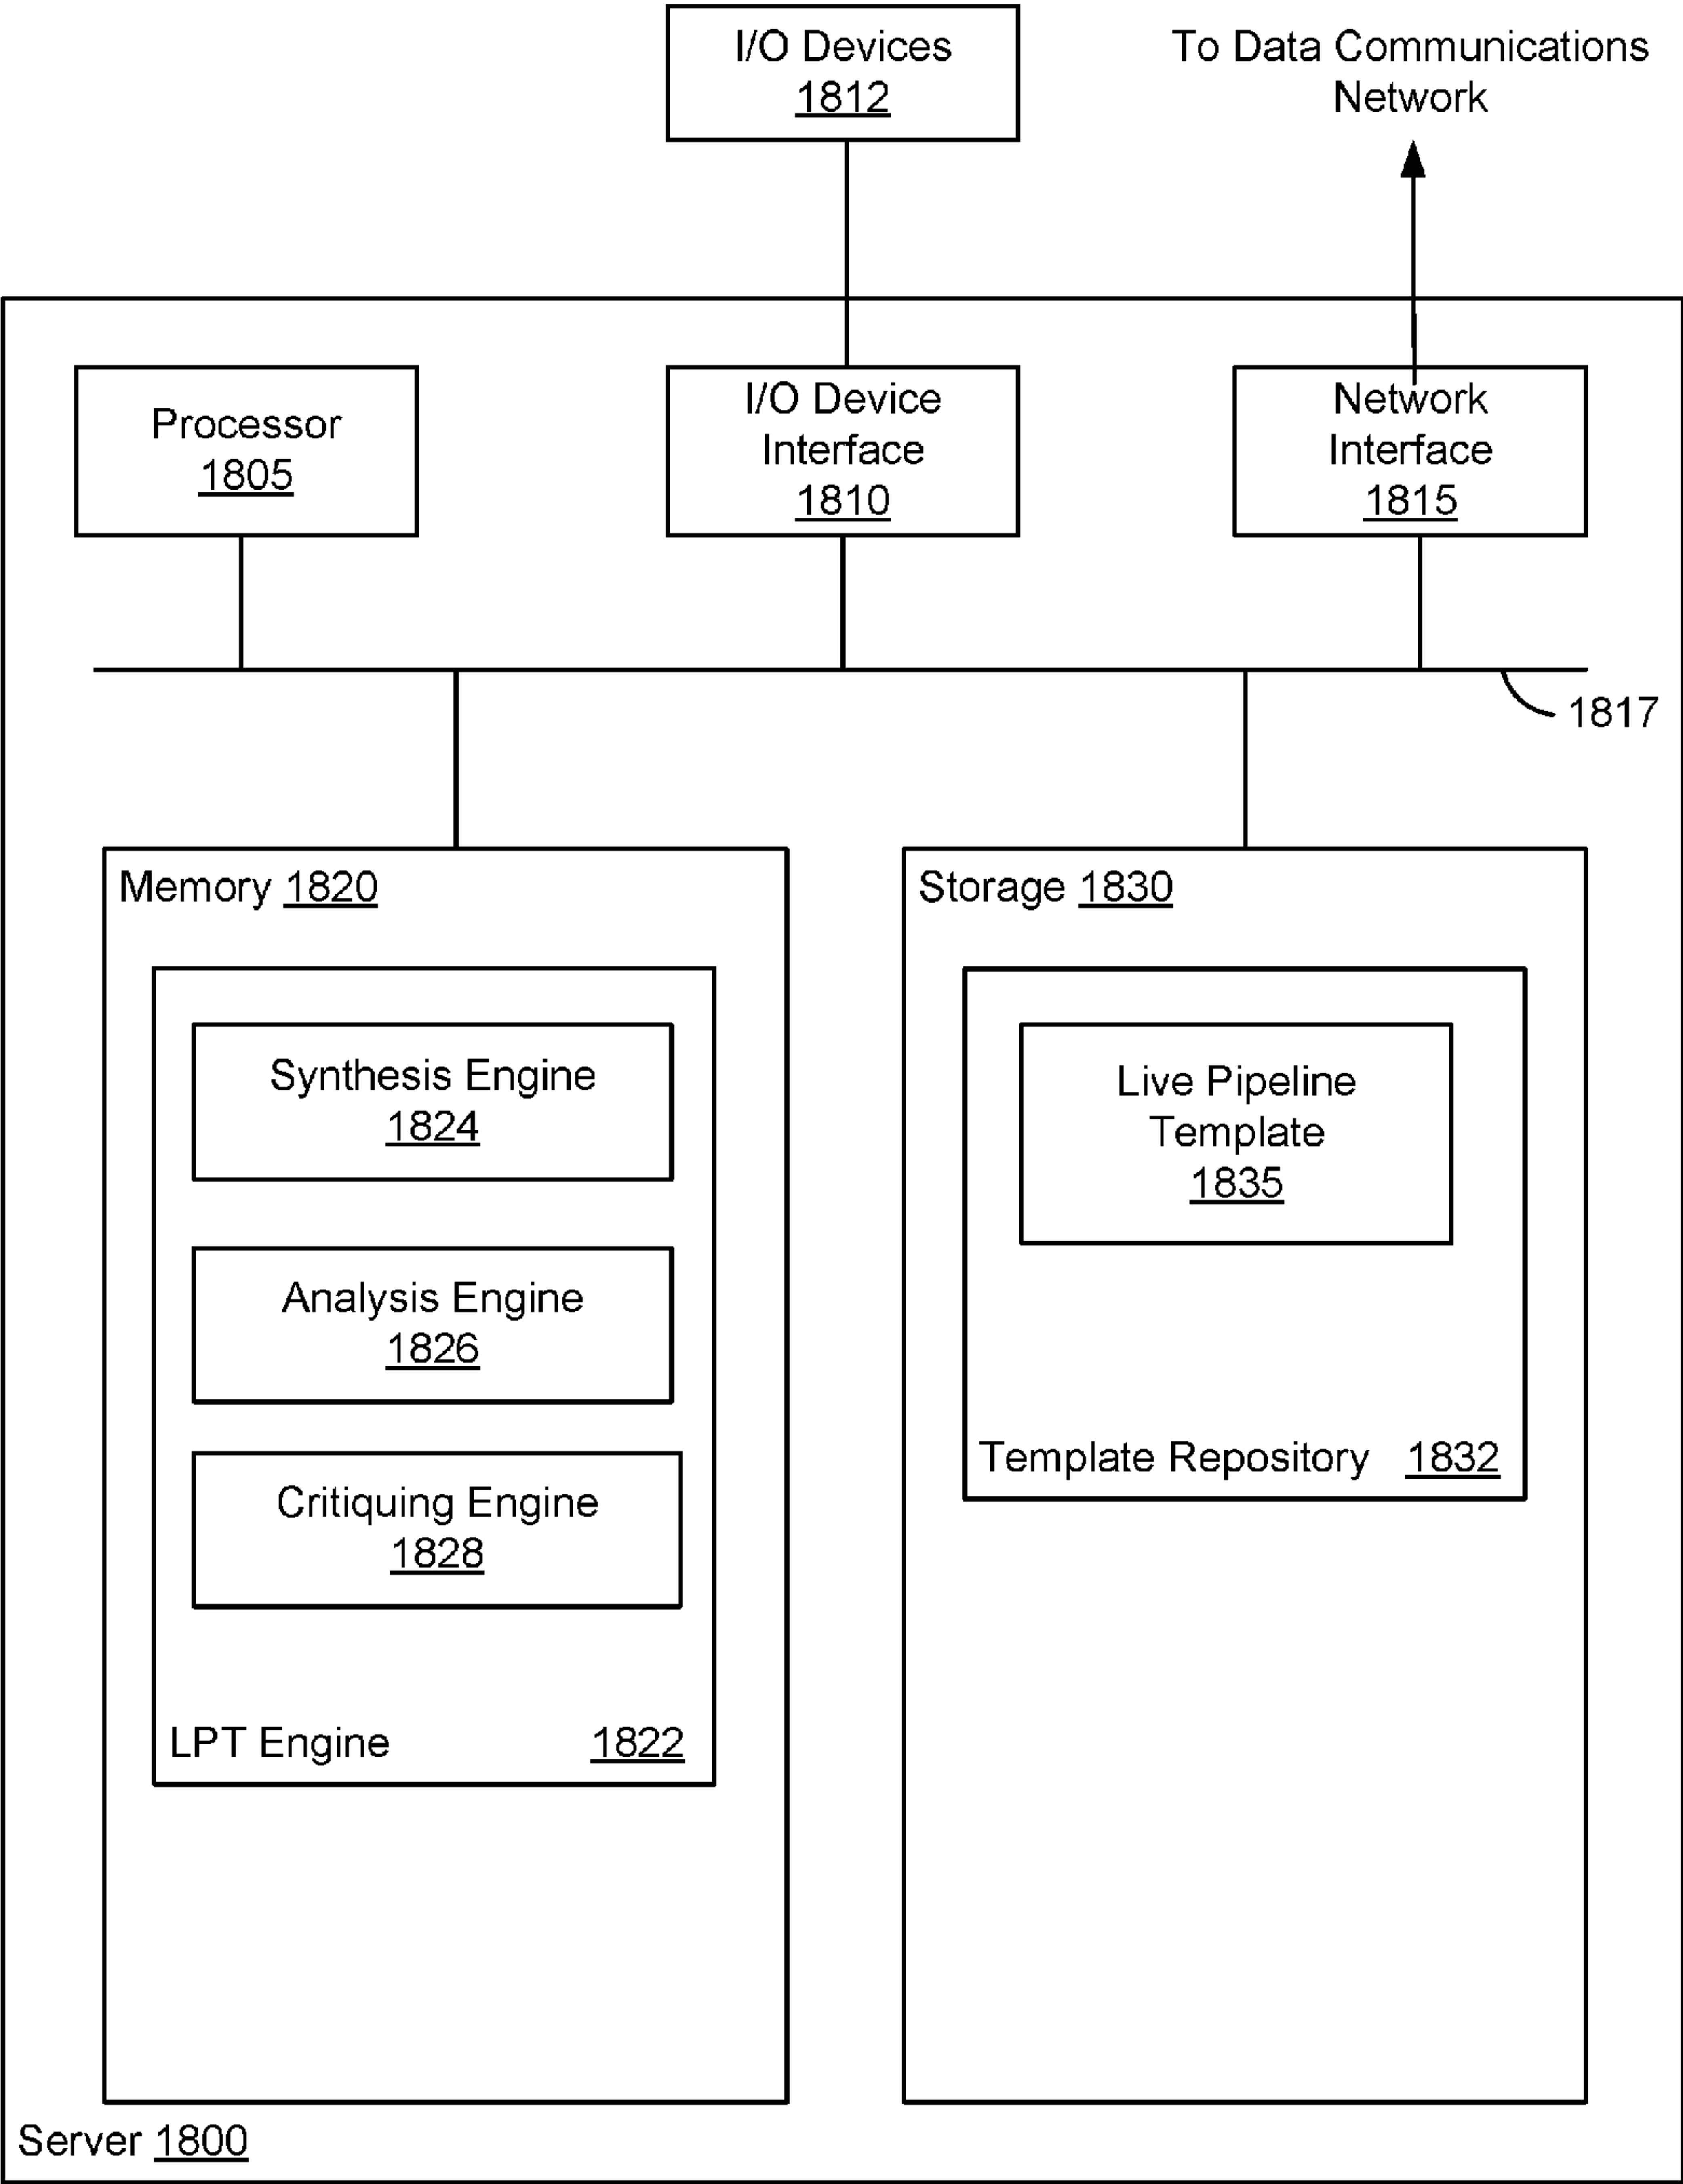 I/O Devices
1812
To Data Communications
Network
Processor
1805
I/O Device
Interface
1810
Network
Interface
1815
1817
Memory 1820
Synthesis Engine
1824
Analysis Engine
1826
Critiquing Engine
1828
LPT Engine 1822
Storage 1830
Live Pipeline
Template
1835
Template Repository 1832
Server 1800